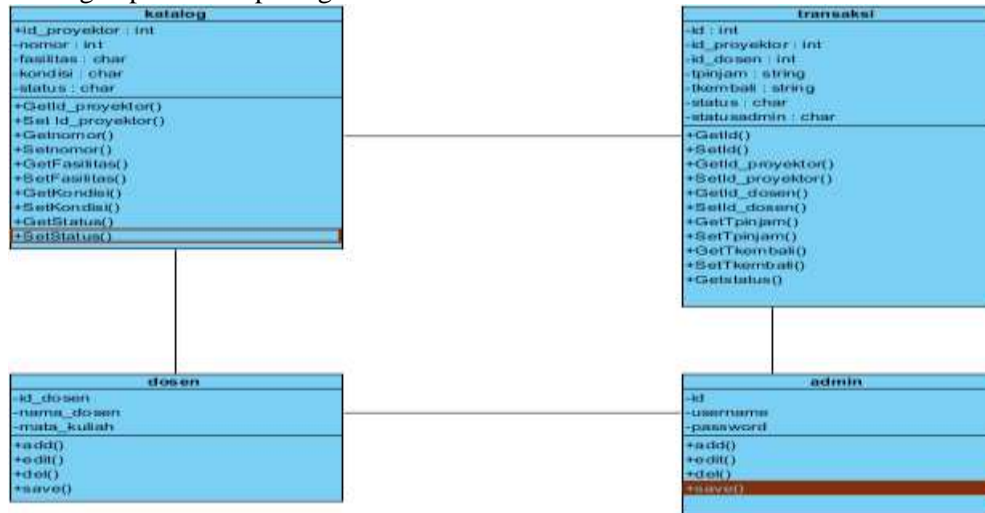 katalog
+id_proyektor : int
-nomor : int
-fasilitas : char
-kondisi : char
-status : char
+GetId_proyektor()
+Set Id_proyektor()
+Getnomor()
+Setnomor()
+GetFasilitas()
+SetFasilitas()
+GetKondisi()
+SetKondisi()
+GetStatus()
+SetStatus()
transaksi
-id : int
-id_proyektor : int
-id_dosen : int
-tpinjam : string
-tkembali : string
-status : char
-statusadmin : char
+GetId()
+SetId()
+GetId_proyektor()
+SetId_proyektor()
+GetId_dosen()
+SetId_dosen()
+GetTpinjam()
+SetTpinjam()
+GetTkembali()
+SetTkembali()
+Getstatus()
dosen
-id_dosen
-nama_dosen
-mata_kuliah
+add()
+edit()
+del()
+save()
admin
-id
-username
-password
+add()
+edit()
+del()
+save()